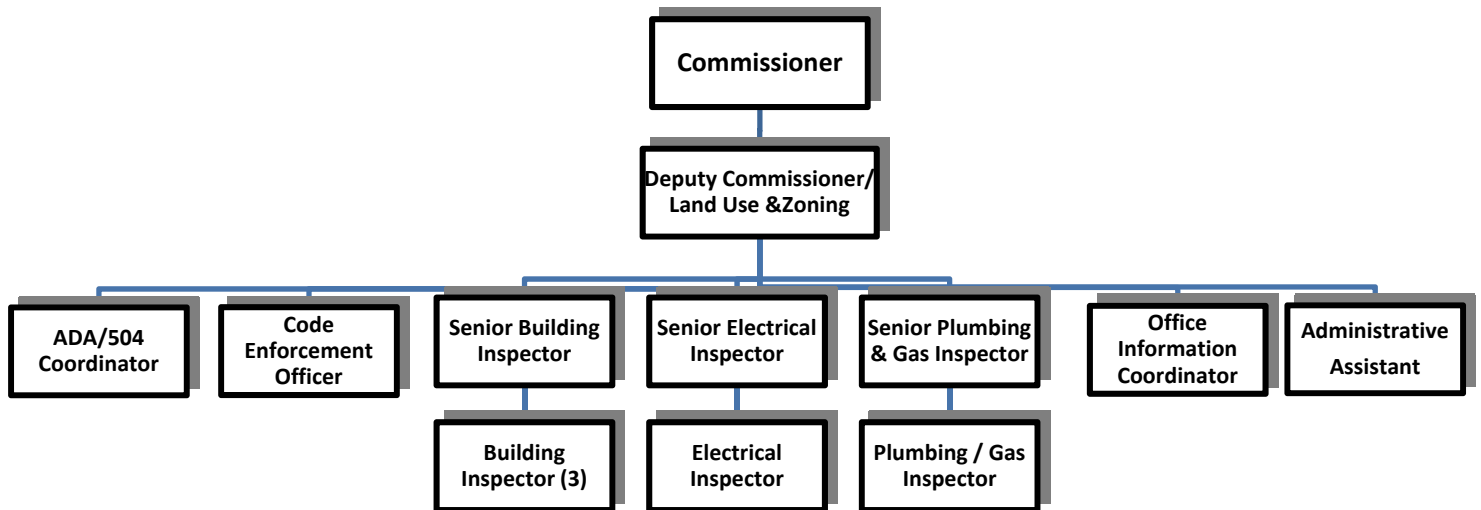 Commissioner
Deputy Commissioner/
Land Use &Zoning
ADA/504
Coordinator
Code
Enforcement
Officer
Senior Building
Inspector
Senior Electrical
Inspector
Senior Plumbing
& Gas Inspector
Office
Information
Coordinator
Administrative
Assistant
Building
Inspector (3)
Electrical
Inspector
Plumbing / Gas
Inspector